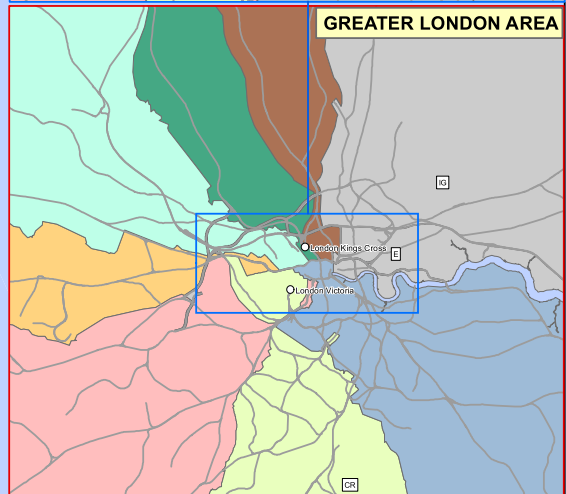 GREATER LONDON AREA
IG
London Kings Cross
E
London Victoria
CR